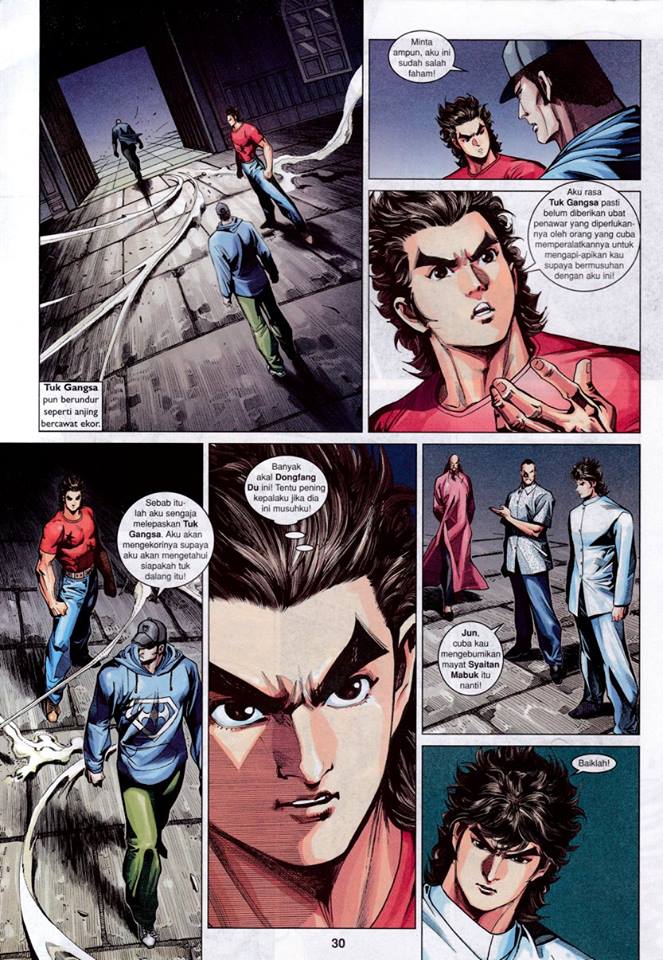 Tuk Gangsa
pun berundur
seperti anjing
bercawat ekor.
Minta
ampun, aku ini
sudah salah
faham!
Aku rasa
Tuk Gangsa pasti
belum diberikan ubat
penawar yang diperlukan-
nya oleh orang yang cuba
memperalatkannya untuk
mengapi-apikan kau
supaya bermusuhan
dengan aku ini!
Sebab itu-
lah aku sengaja
melepaskan Tuk
Gangsa. Aku akan
mengekorinya supaya
aku akan mengetahui
siapakah tuk
dalang itu!
Banyak
akal Dongfang
Du ini! Tentu pening
kepalaku jika dia
ini musuhku!
Jun,
cuba kau
mengebumikan
mayat Syaitan
Mabuk itu
nanti!
Baiklah!
30